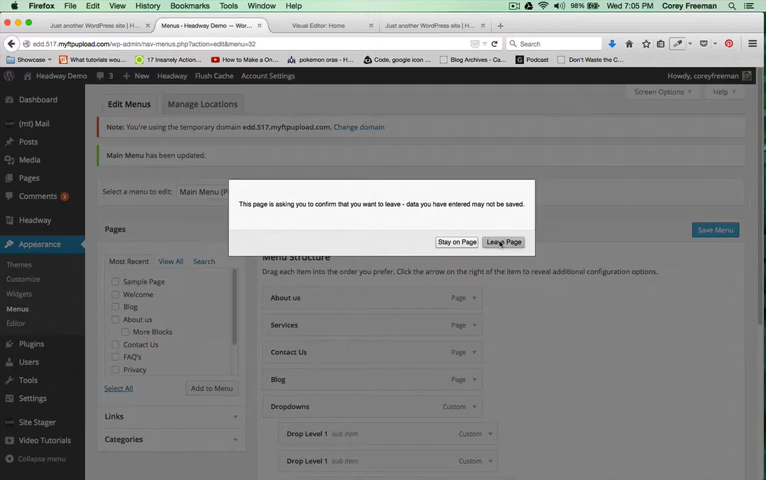 Firefox File Edit View History Bookmarks Tools Window Help 98% Wed 7:05 PM Corey Freeman
Just another WordPress site | H... Menus ‹ Headway Demo — Wor... Visual Editor: Home Just another WordPress site | H...
edd.517.myftpupload.com/wp-admin/nav-menus.php?action=edit&menu=32 Search
Showcase What tutorials wou... 17 Insanely Action... How to Make a On... pokemon oras - H... Code, google icon ... Blog Archives - Ca... Podcast Don't Waste the C...
Headway Demo 3 New Headway Flush Cache Account Settings Howdy, coreyfreeman
Dashboard
(mt) Mail
Posts
Media
Pages
Comments
Headway
Appearance
Themes
Customize
Widgets
Menus
Editor
Plugins
Users
Tools
Settings
Site Stager
Video Tutorials
Collapse menu
Screen Options Help
Edit Menus Manage Locations
Note: You're using the temporary domain edd.517.myftpupload.com. Change domain
Main Menu has been updated.
Select a menu to edit: Main Menu (P
This page is asking you to confirm that you want to leave - data you have entered may not be saved.
Stay on Page Leave Page
Pages
Save Menu
Most Recent View All Search
Sample Page
Welcome
Blog
About us
More Blocks
Contact Us
FAQ's
Privacy
Select All Add to Menu
Links
Categories
Menu Structure
Drag each item into the order you prefer. Click the arrow on the right of the item to reveal additional configuration options.
About us Page
Services Page
Contact Us Page
Blog Page
Dropdowns Custom
Drop Level 1 sub item Custom
Drop Level 1 sub item Custom